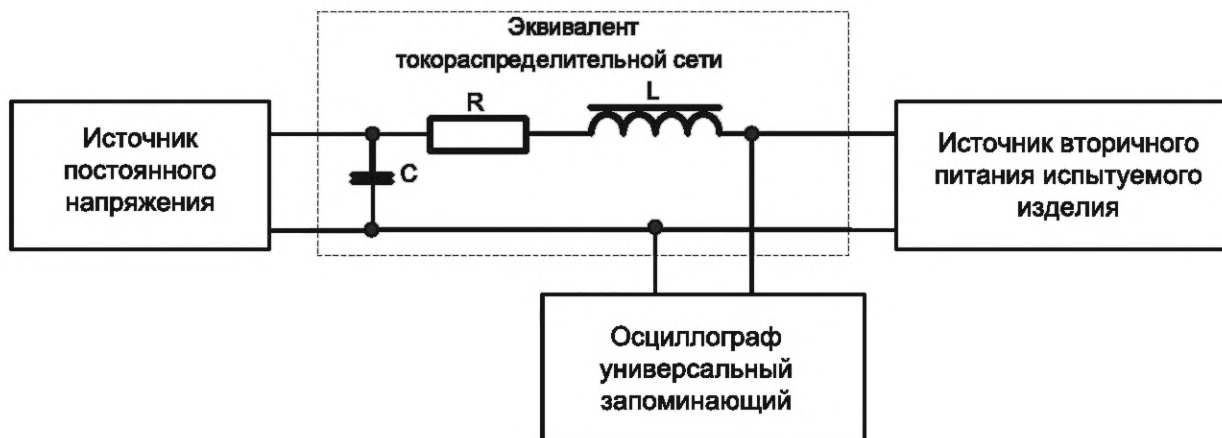 Эквивалент
токораспределительной сети
R
L
C
Источник
постоянного
напряжения
Источник вторичного
питания испытуемого
изделия
Осциллограф
универсальный
запоминающий